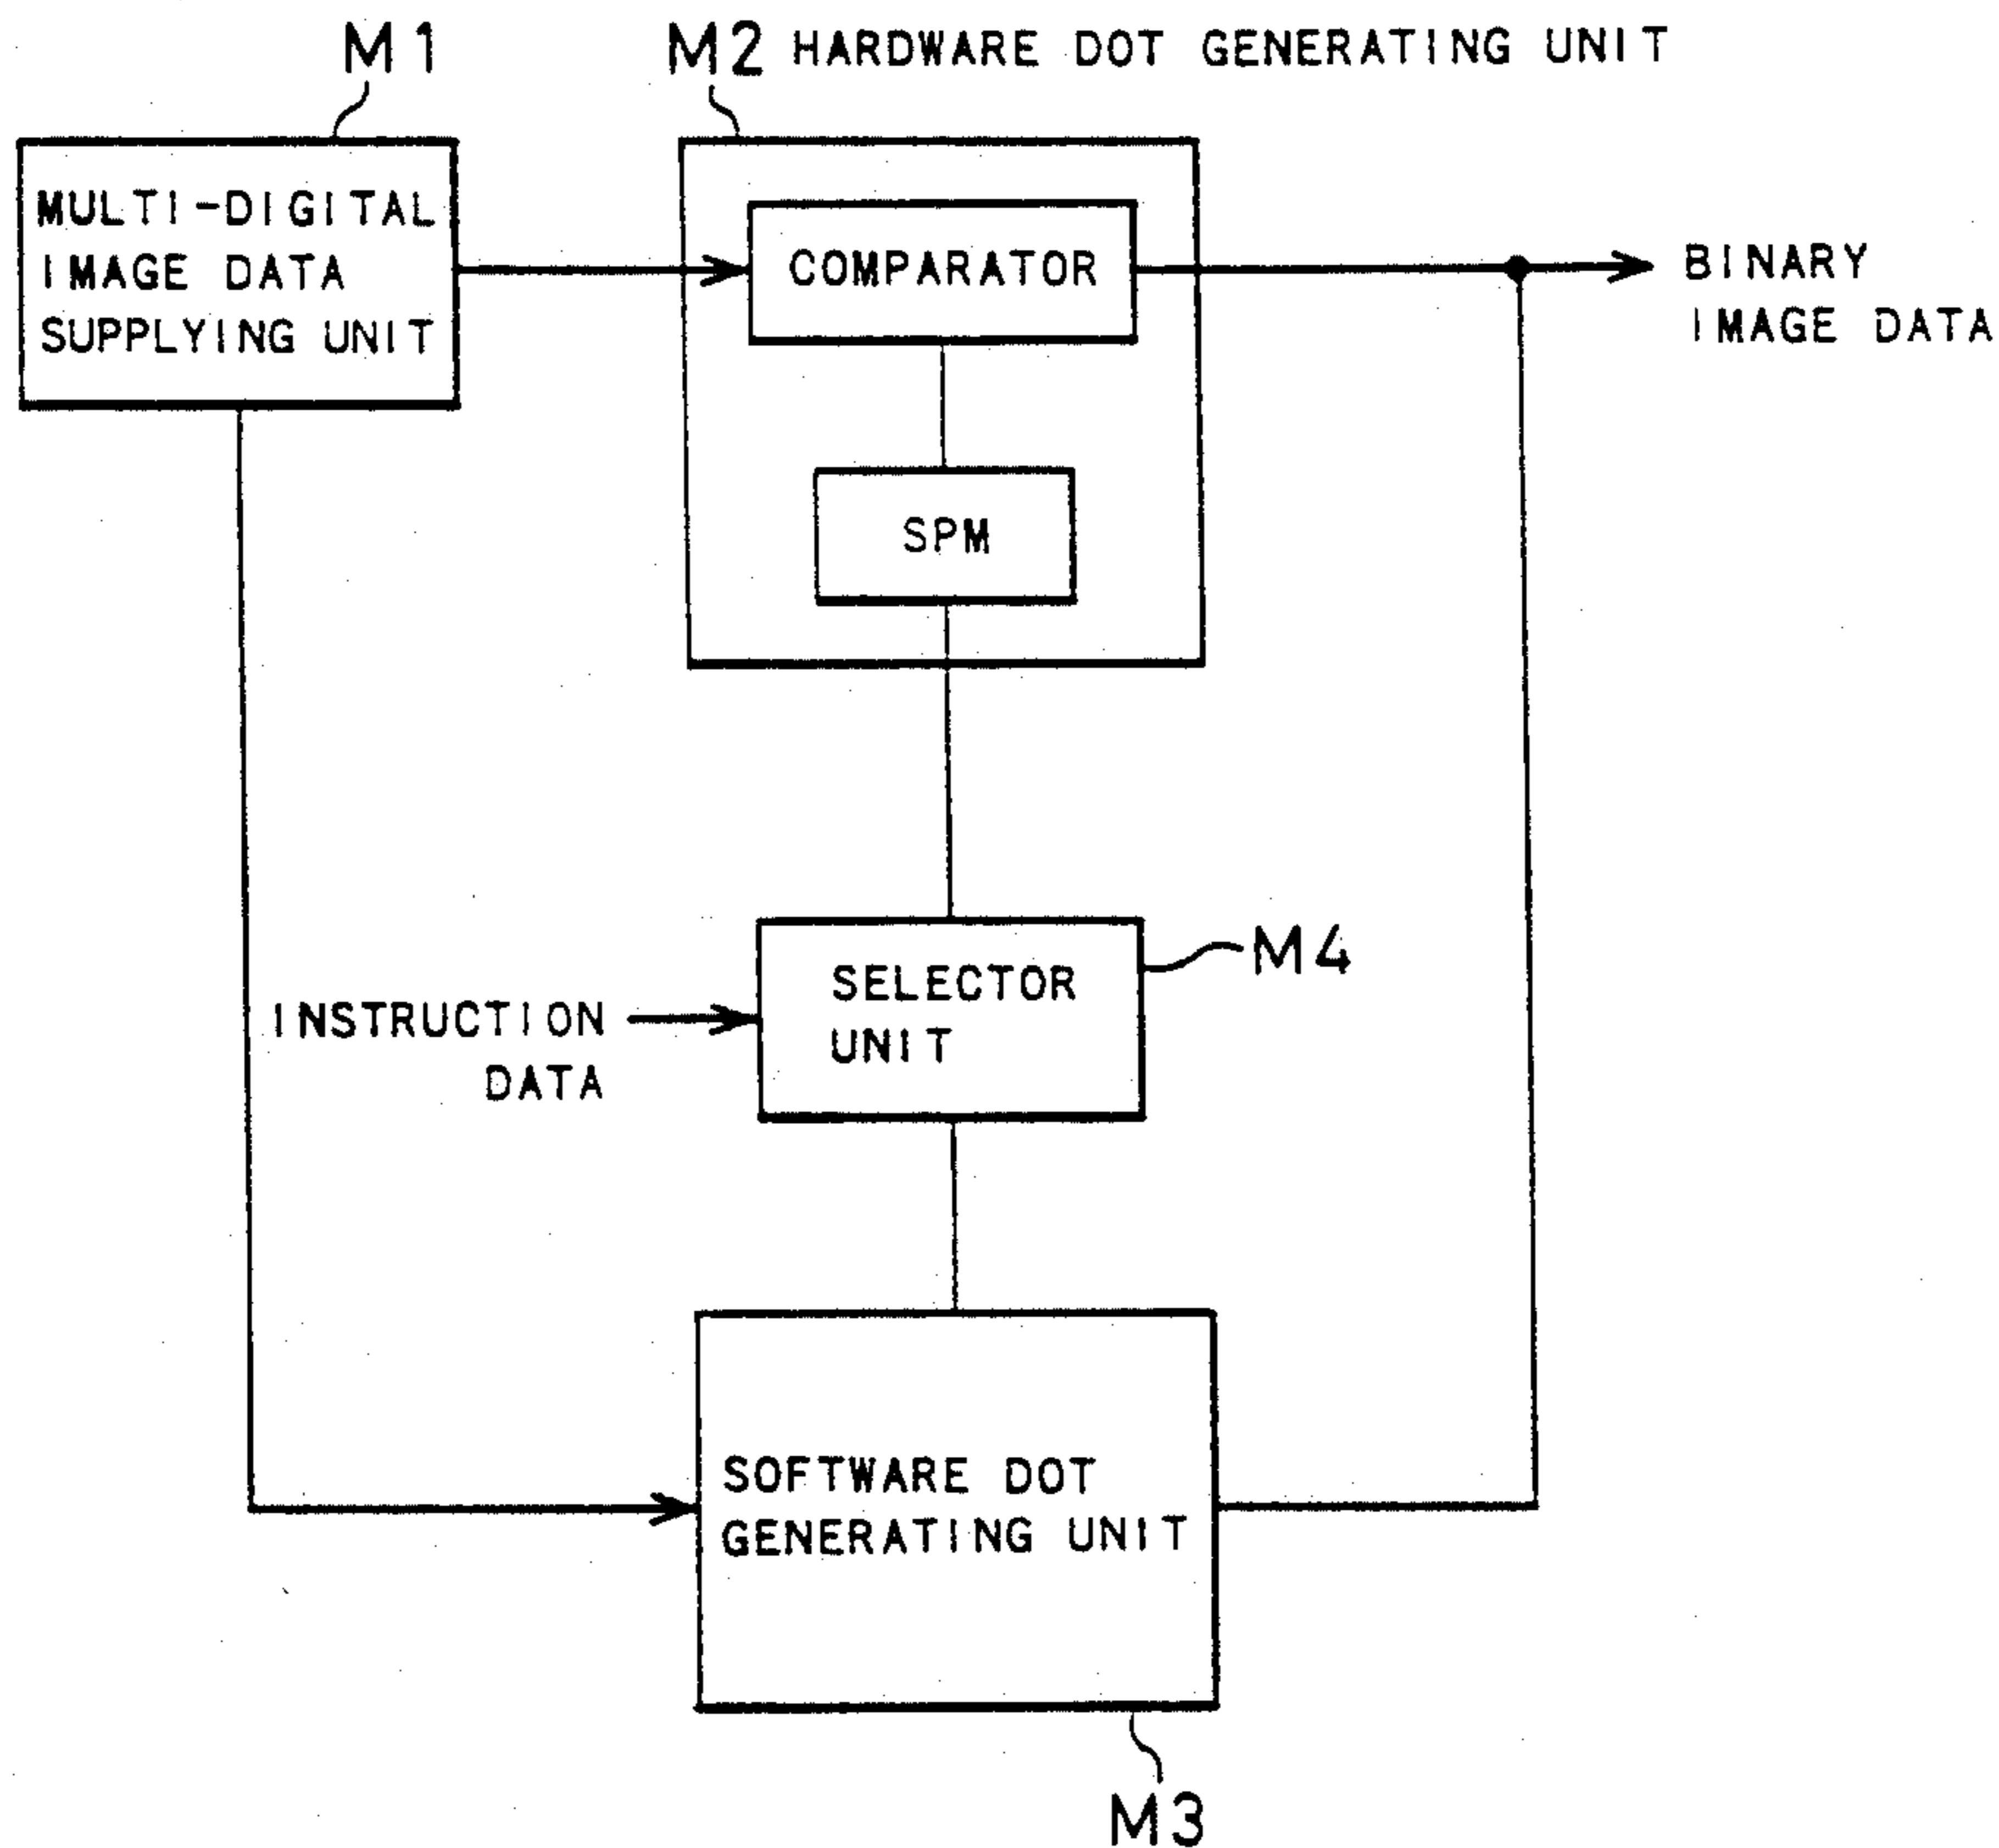 M1
M2 HARDWARE DOT GENERATING UNIT
MULTI-DIGITAL
IMAGE DATA
SUPPLYING UNIT
COMPARATOR
BINARY
IMAGE DATA
SPM
SELECTOR
UNIT
M4
INSTRUCTION
DATA
SOFTWARE DOT
GENERATING UNIT
M3